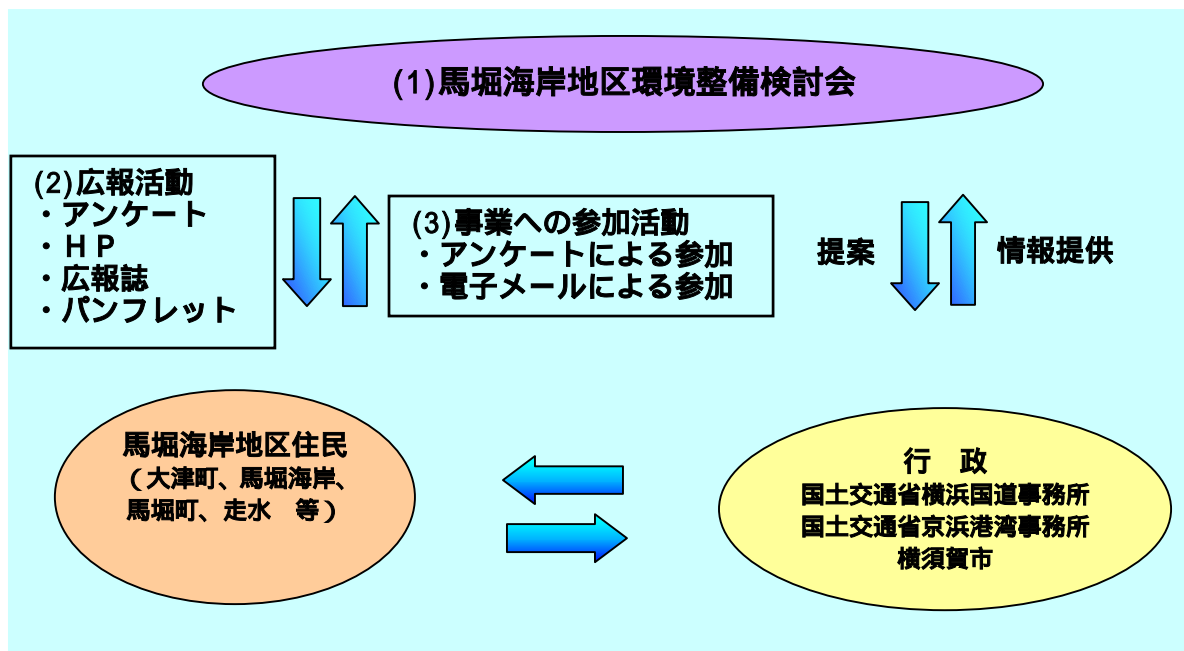 (1)馬堀海岸地区環境整備検討会
(2)広報活動
・アンケート
・ＨＰ
・広報誌
・パンフレット
(3)事業への参加活動
・アンケートによる参加
・電子メールによる参加
提案
情報提供
馬堀海岸地区住民
（大津町、馬堀海岸、
馬堀町、走水　等）
行　政
国土交通省横浜国道事務所
国土交通省京浜港湾事務所
横須賀市